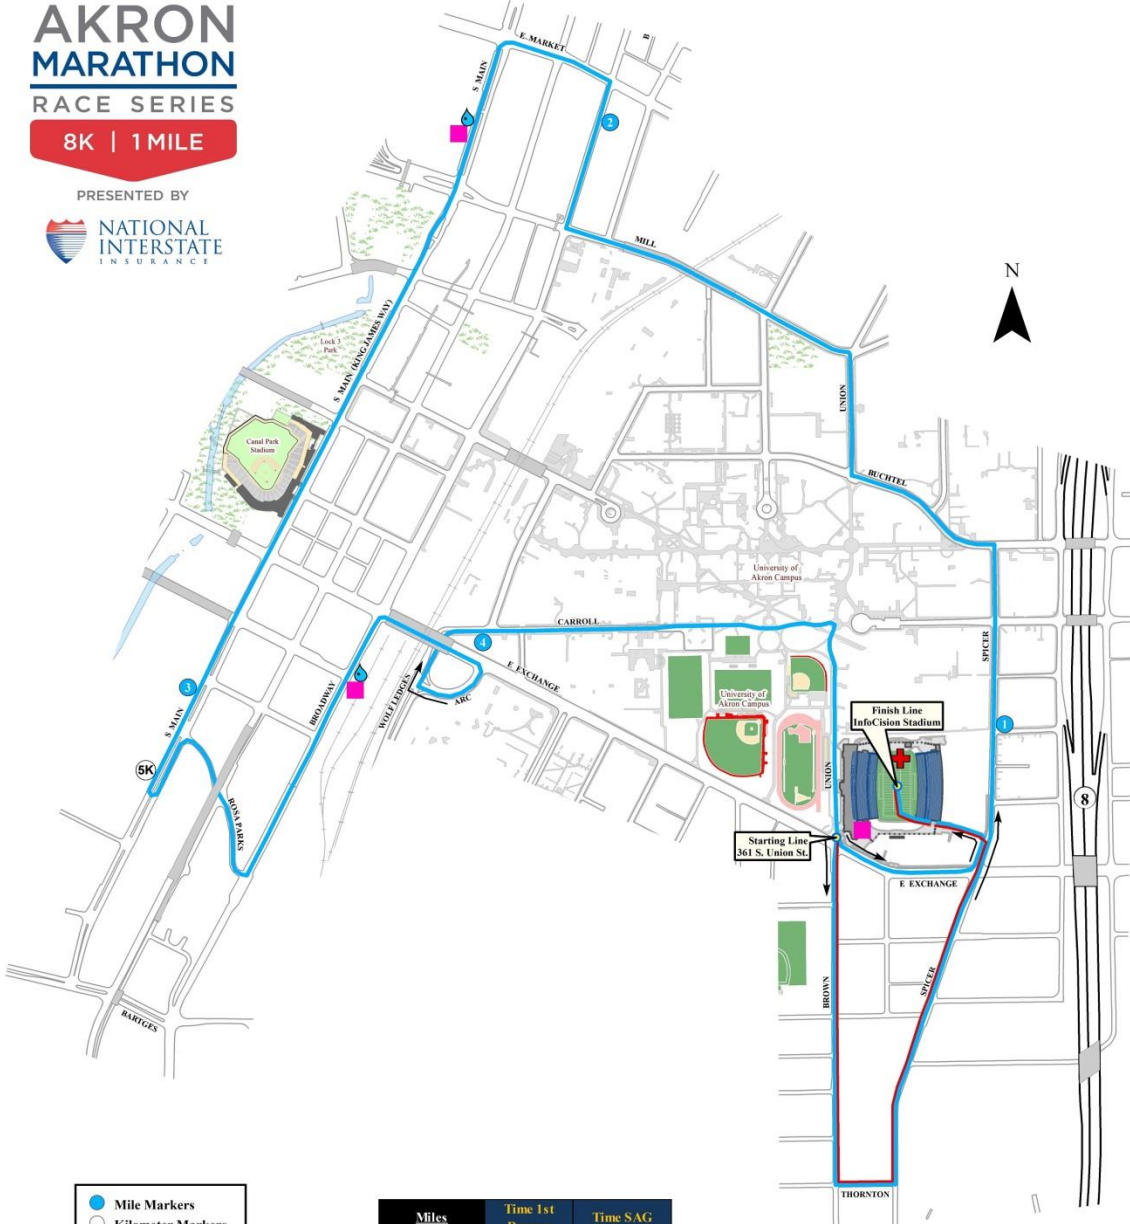 AKRON
MARATHON
RACE SERIES
8K | 1 MILE
PRESENTED BY
NATIONAL
INTERSTATE
INSURANCE
E. MARKET
B
S MAIN
2
MILL
N
S MAIN (KING JAMES WAY)
Lock 3
Park
UNION
Canal Park
Stadium
BUCHTEL
University of
Akron Campus
CARROLL
4
E EXCHANGE
SPICER
WOLF LEDGES
ARC
BROADWAY
3
S MAIN
University of
Akron Campus
Finish Line
InfoCision Stadium
1
UNION
5K
8
ROSA PARKS
Starting Line
361 S. Union St.
E EXCHANGE
BROWN
SPICER
BARTGES
THORNTON
Mile Markers
Kilometer Markers
Miles
Time 1st
Time SAG